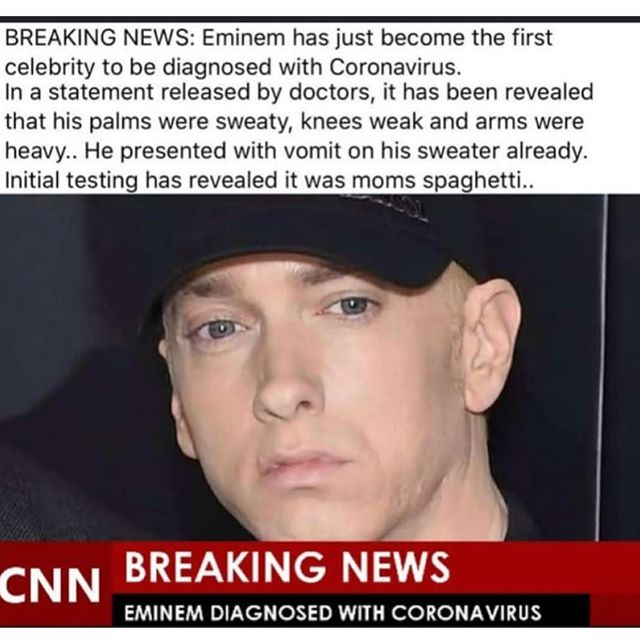 BREAKING NEWS: Eminem has just become the first
celebrity to be diagnosed with Coronavirus.
In a statement released by doctors, it has been revealed
that his palms were sweaty, knees weak and arms were
heavy.. He presented with vomit on his sweater already.
Initial testing has revealed it was moms spaghetti..
CNN
BREAKING NEWS
EMINEM DIAGNOSED WITH CORONAVIRUS